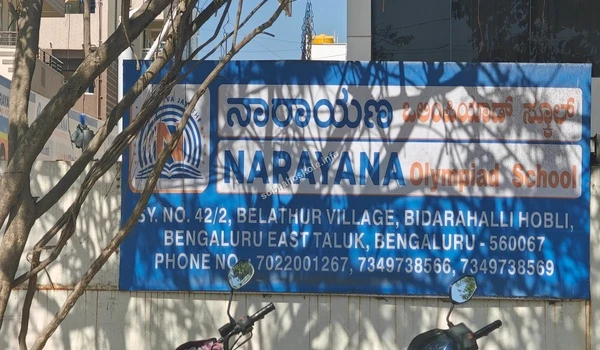 ನಾರಾಯಣ ಒಲಿಂಪಿಯಾಡ್ ಸ್ಕೂಲ್
N
NARAYANA Olympiad School
SY. NO. 42/2, BELATHUR VILLAGE, BIDARAHALLI HOBLI,
BENGALURU EAST TALUK, BENGALURU - 560067
PHONE NO. - 7022001267, 7349738566, 7349738569